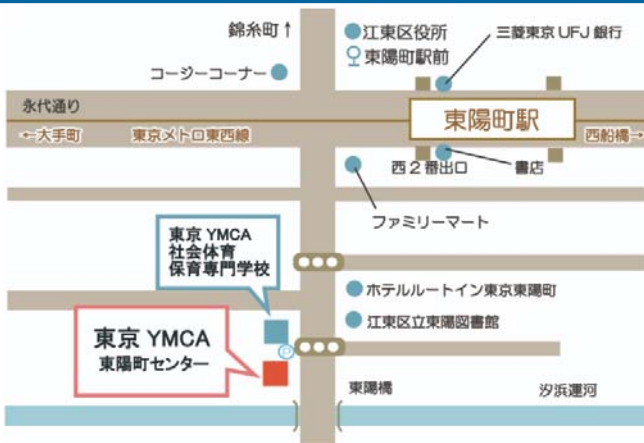 錦糸町↑
江東区役所
東陽町駅前
三菱東京UFJ銀行
コージーコーナー
永代通り
←大手町
東京メトロ東西線
東陽町駅
西船橋→
西2番出口
書店
ファミリーマート
東京YMCA
社会体育
保育専門学校
ホテルルートイン東京東陽町
江東区立東陽図書館
東京YMCA
東陽町センター
P
東陽橋
汐浜運河